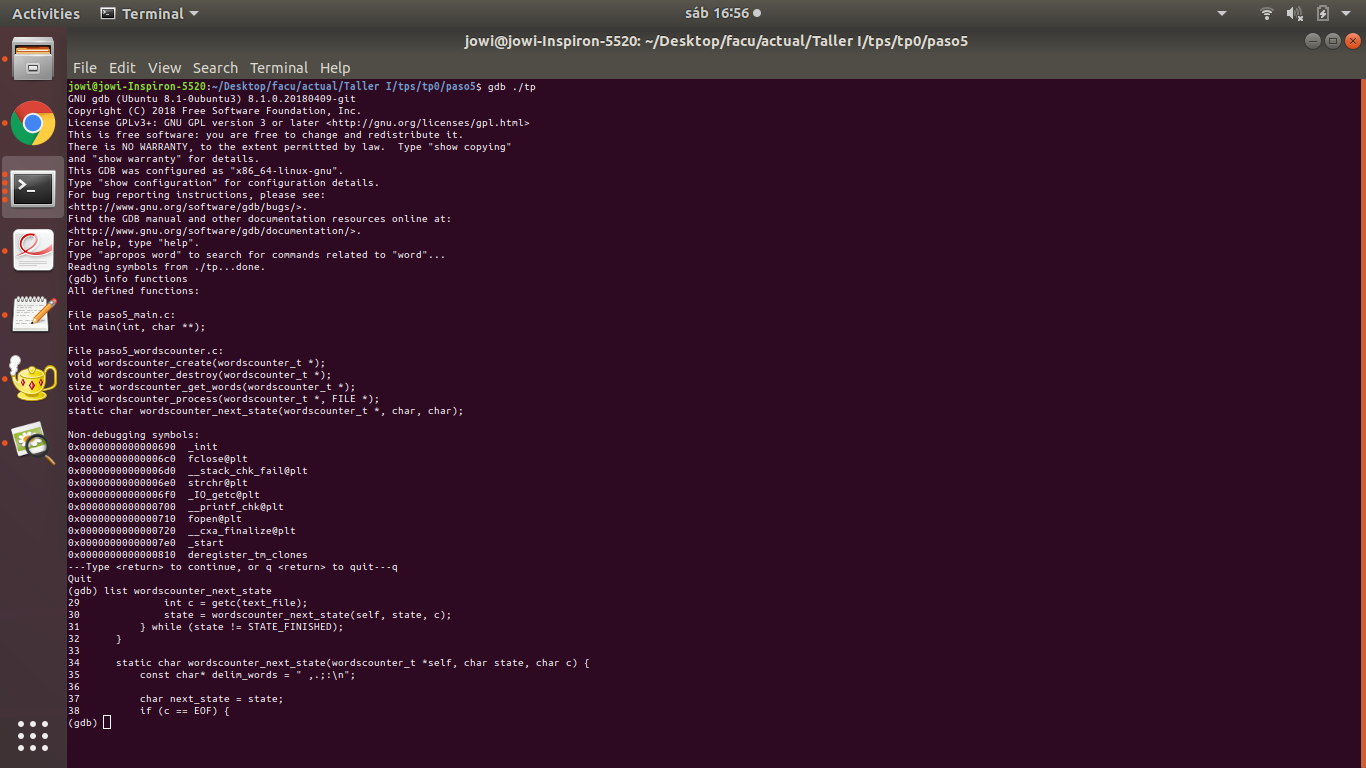 Activities Terminal sáb 16:56
jowi@jowi-Inspiron-5520: ~/Desktop/facu/actual/Taller I/tps/tp0/paso5
File Edit View Search Terminal Help
jowi@jowi-Inspiron-5520:~/Desktop/facu/actual/Taller I/tps/tp0/paso5$ gdb ./tp
GNU gdb (Ubuntu 8.1-0ubuntu3) 8.1.0.20180409-git
Copyright (C) 2018 Free Software Foundation, Inc.
License GPLv3+: GNU GPL version 3 or later <http://gnu.org/licenses/gpl.html>
This is free software: you are free to change and redistribute it.
There is NO WARRANTY, to the extent permitted by law.  Type "show copying"
and "show warranty" for details.
This GDB was configured as "x86_64-linux-gnu".
Type "show configuration" for configuration details.
For bug reporting instructions, please see:
<http://www.gnu.org/software/gdb/bugs/>.
Find the GDB manual and other documentation resources online at:
<http://www.gnu.org/software/gdb/documentation/>.
For help, type "help".
Type "apropos word" to search for commands related to "word"...
Reading symbols from ./tp...done.
(gdb) info functions
All defined functions:

File paso5_main.c:
int main(int, char **);

File paso5_wordscounter.c:
void wordscounter_create(wordscounter_t *);
void wordscounter_destroy(wordscounter_t *);
size_t wordscounter_get_words(wordscounter_t *);
void wordscounter_process(wordscounter_t *, FILE *);
static char wordscounter_next_state(wordscounter_t *, char, char);

Non-debugging symbols:
0x0000000000000690  _init
0x00000000000006c0  fclose@plt
0x00000000000006d0  __stack_chk_fail@plt
0x00000000000006e0  strchr@plt
0x00000000000006f0  _IO_getc@plt
0x0000000000000700  __printf_chk@plt
0x0000000000000710  fopen@plt
0x0000000000000720  __cxa_finalize@plt
0x00000000000007e0  _start
0x0000000000000810  deregister_tm_clones
---Type <return> to continue, or q <return> to quit---q
Quit
(gdb) list wordscounter_next_state
29              int c = getc(text_file);
30              state = wordscounter_next_state(self, state, c);
31          } while (state != STATE_FINISHED);
32      }
33
34      static char wordscounter_next_state(wordscounter_t *self, char state, char c) {
35          const char* delim_words = " ,.;:\n";
36
37          char next_state = state;
38          if (c == EOF) {
(gdb)